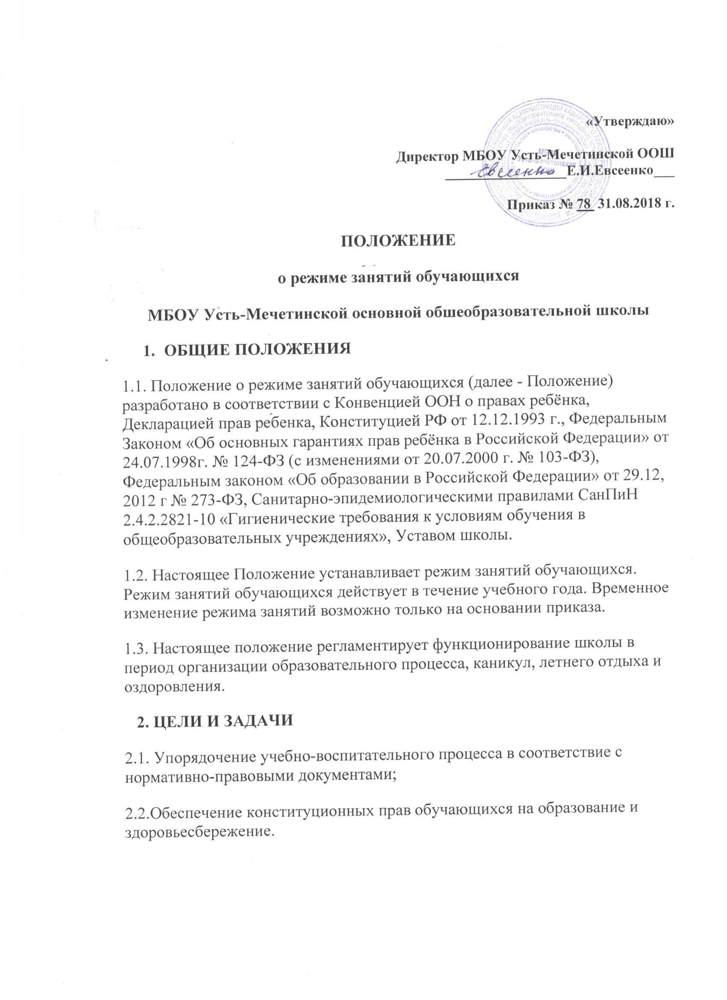 «Утверждаю»
Директор МБОУ Усть-Мечетинской ООШ
Евсеенко Е.И.Евсеенко___
Приказ № 78 31.08.2018 г.
МБОУ
Усть-Мечетинская
ООШ
ПОЛОЖЕНИЕ
о режиме занятий обучающихся
МБОУ Усть-Мечетинской основной обшеобразовательной школы
1. ОБЩИЕ ПОЛОЖЕНИЯ
1.1. Положение о режиме занятий обучающихся (далее - Положение)
разработано в соответствии с Конвенцией ООН о правах ребёнка,
Декларацией прав ребенка, Конституцией РФ от 12.12.1993 г., Федеральным
Законом «Об основных гарантиях прав ребёнка в Российской Федерации» от
24.07.1998г. № 124-ФЗ (с изменениями от 20.07.2000 г. № 103-ФЗ),
Федеральным законом «Об образовании в Российской Федерации» от 29.12,
2012 г № 273-ФЗ, Санитарно-эпидемиологическими правилами СанПиН
2.4.2.2821-10 «Гигиенические требования к условиям обучения в
общеобразовательных учреждениях», Уставом школы.
1.2. Настоящее Положение устанавливает режим занятий обучающихся.
Режим занятий обучающихся действует в течение учебного года. Временное
изменение режима занятий возможно только на основании приказа.
1.3. Настоящее положение регламентирует функционирование школы в
период организации образовательного процесса, каникул, летнего отдыха и
оздоровления.
2. ЦЕЛИ И ЗАДАЧИ
2.1. Упорядочение учебно-воспитательного процесса в соответствие с
нормативно-правовыми документами;
2.2.Обеспечение конституционных прав обучающихся на образование и
здоровьесбережение.